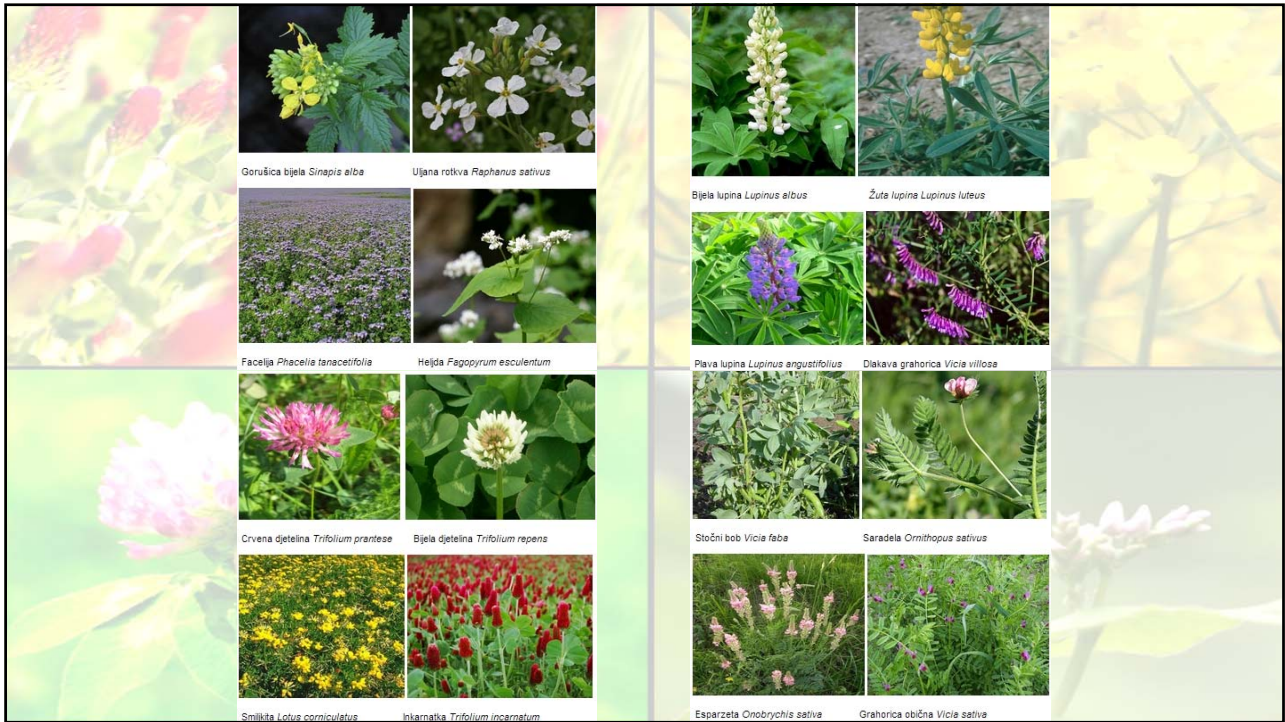 Gorušica bijela Sinapis alba
Uljana rotkva Raphanus sativus
Facelija Phacelia tanacetifolia
Heljda Fagopyrum esculentum
Crvena djetelina Trifolium prantese
Bijela djetelina Trifolium repens
Smiljkita Lotus corniculatus
Inkarnatka Trifolium incarnatum
Bijela lupina Lupinus albus
Žuta lupina Lupinus luteus
Plava lupina Lupinus angustifolius
Dlakava grahorica Vicia villosa
Stočni bob Vicia faba
Saradela Ornithopus sativus
Esparzeta Onobrychis sativa
Grahorica obična Vicia sativa